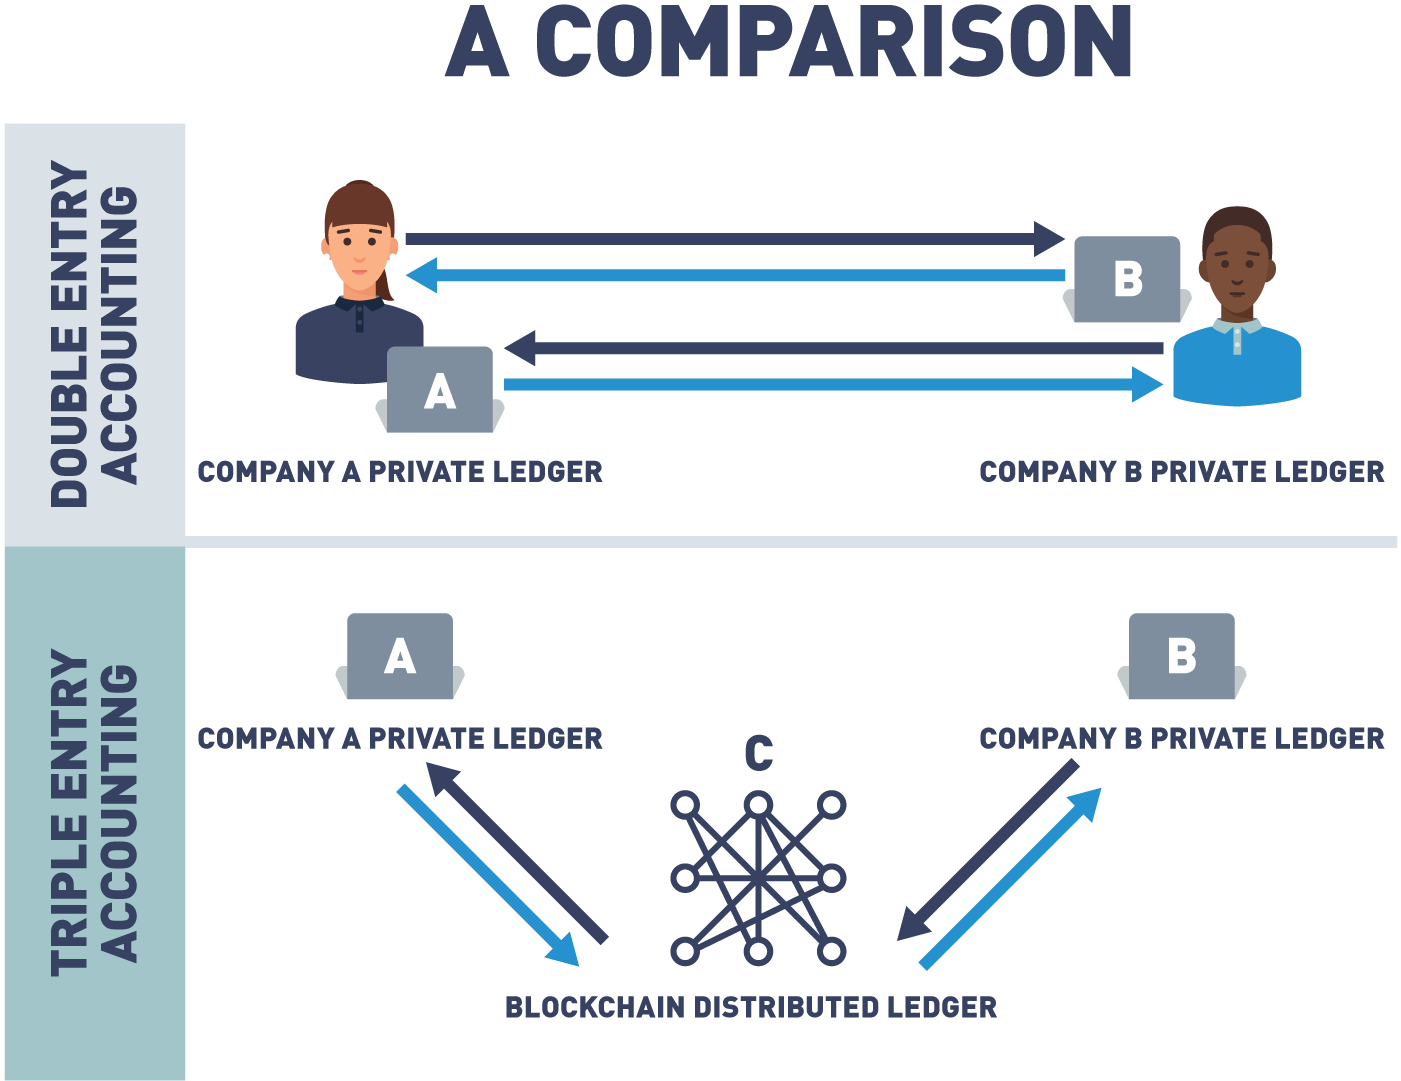 A COMPARISON
DOUBLE ENTRY
ACCOUNTING
B
A
COMPANY A PRIVATE LEDGER
COMPANY B PRIVATE LEDGER
TRIPLE ENTRY
ACCOUNTING
A
B
COMPANY A PRIVATE LEDGER
COMPANY B PRIVATE LEDGER
C
BLOCKCHAIN DISTRIBUTED LEDGER